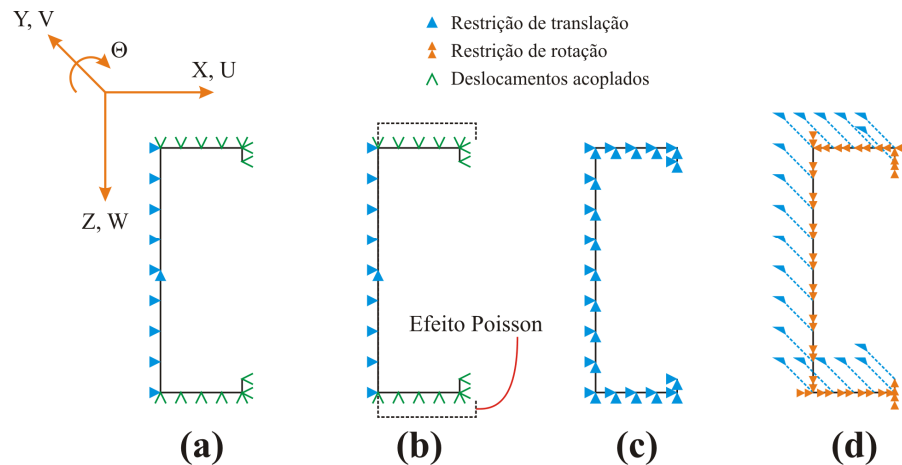 Y, V
Θ
X, U
Z, W
Restrição de translação
Restrição de rotação
Deslocamentos acoplados
Efeito Poisson
(a)
(b)
(c)
(d)